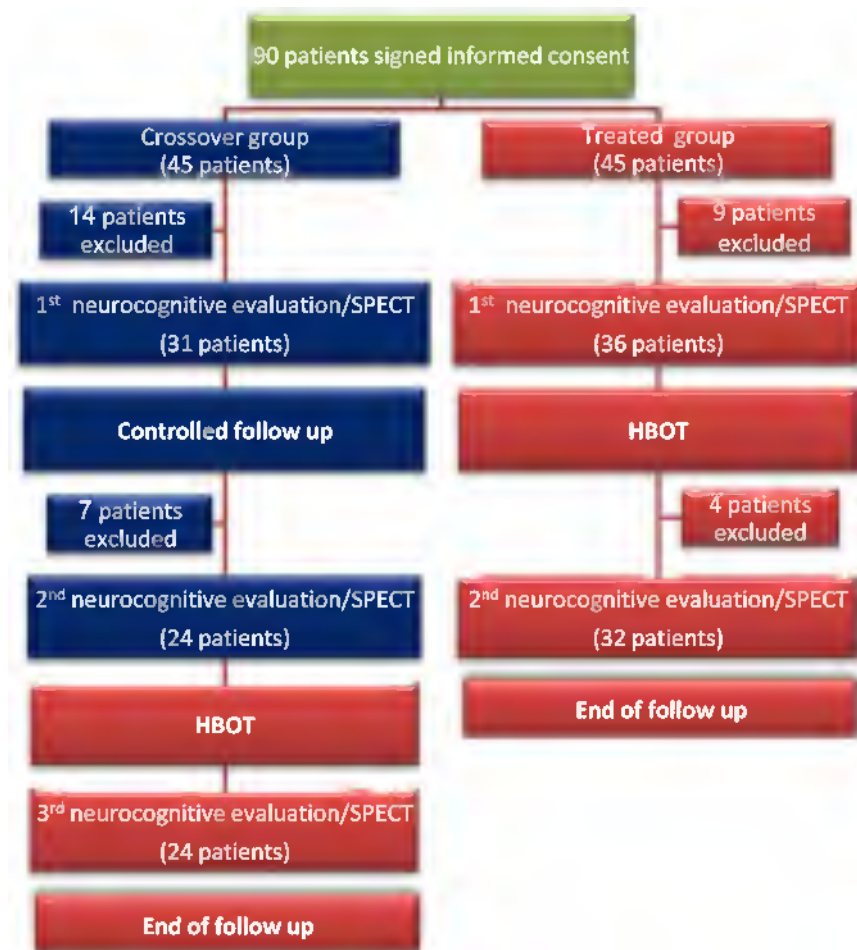 90 patients signed informed consent
Crossover group
(45 patients)
Treated group
(45 patients)
14 patients
excluded
9 patients
excluded
1st neurocognitive evaluation/SPECT
(31 patients)
1st neurocognitive evaluation/SPECT
(36 patients)
Controlled follow up
HBOT
7 patients
excluded
4 patients
excluded
2nd neurocognitive evaluation/SPECT
(24 patients)
2nd neurocognitive evaluation/SPECT
(32 patients)
HBOT
End of follow up
3rd neurocognitive evaluation/SPECT
(24 patients)
End of follow up